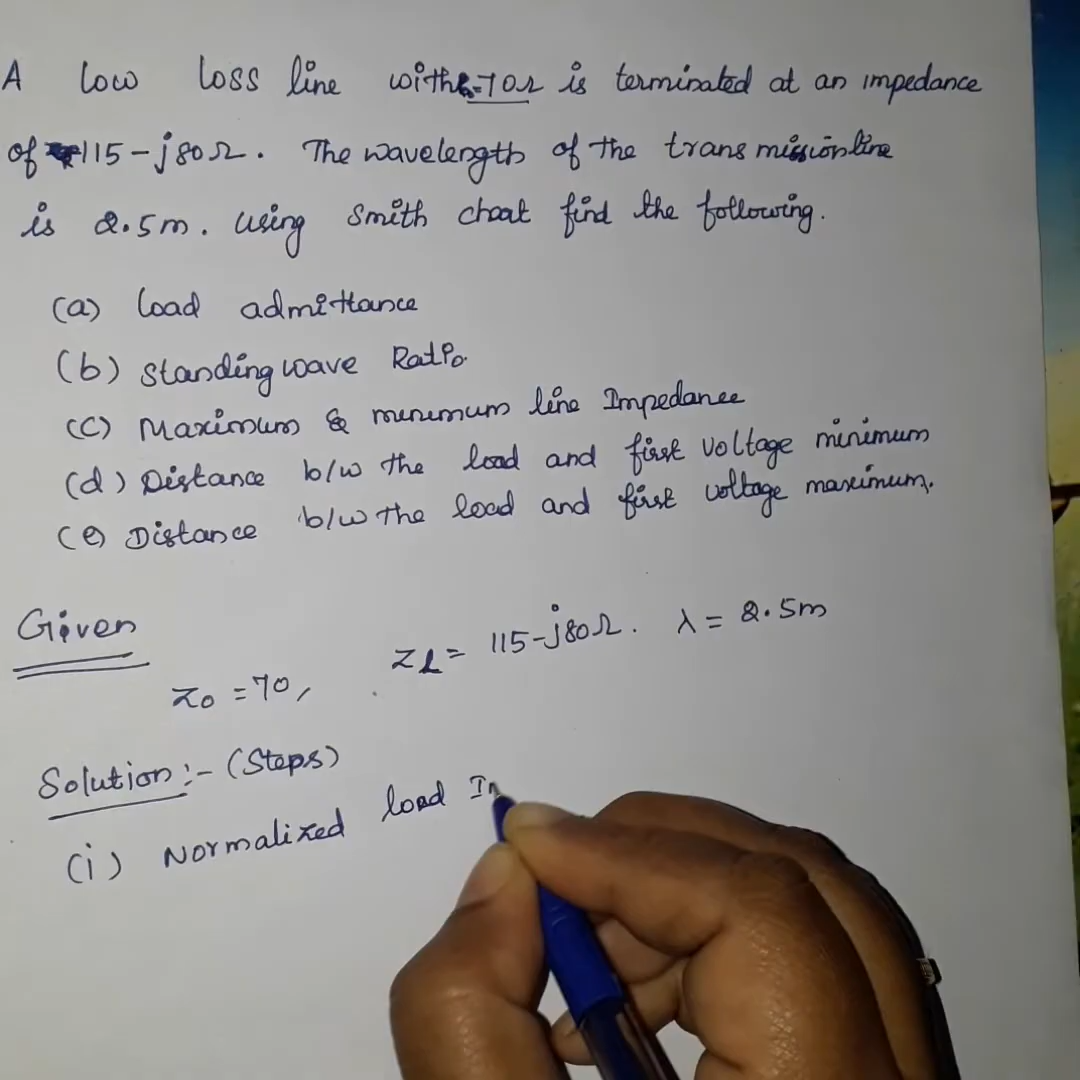 A low loss line with =70Ω is terminated at an impedance
of 115-j80Ω. The wavelength of the transmission line
is 2.5m. Using Smith chat find the following.
(a) load admittance
(b) Standing wave Ratio
(c) Maximum & minimum line Impedance
(d) Distance b/w the load and first voltage minimum
(e) Distance b/w the load and first voltage maximum.
Given
Z0 =70, ZL= 115-j80Ω. λ= 2.5m
Solution:- (Steps)
(i) Normalized load Im